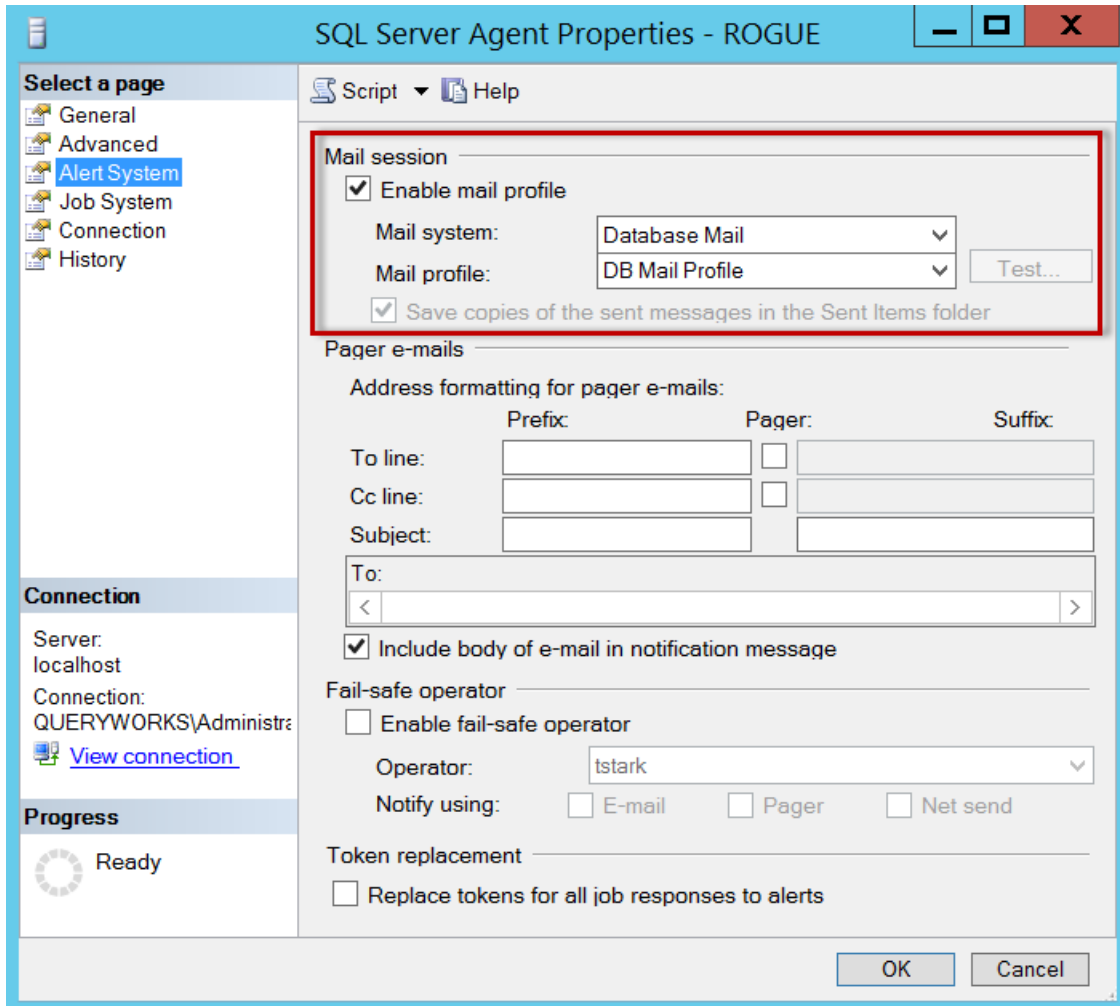 SQL Server Agent Properties - ROGUE
Select a page
General
Advanced
Alert System
Job System
Connection
History
Script
Help
Mail session
Enable mail profile
Mail system:
Database Mail
Mail profile:
DB Mail Profile
Test...
Save copies of the sent messages in the Sent Items folder
Pager e-mails
Address formatting for pager e-mails:
Prefix: Pager: Suffix:
To line:
Cc line:
Subject:
To:
Include body of e-mail in notification message
Fail-safe operator
Enable fail-safe operator
Operator:
tstark
Notify using:
E-mail
Pager
Net send
Token replacement
Replace tokens for all job responses to alerts
Connection
Server:
localhost
Connection:
QUERYWORKS\Administra
View connection
Progress
Ready
OK
Cancel